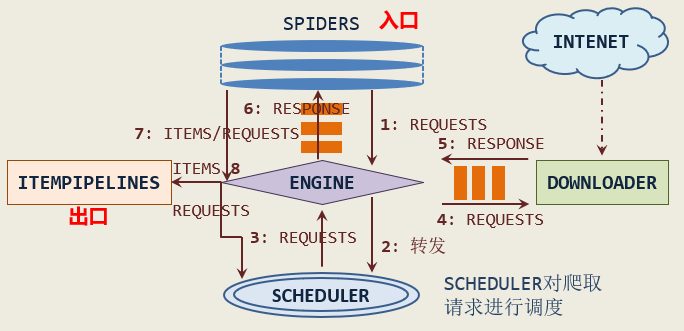 SPIDERS
入口
INTENET
6: RESPONSE
7: ITEMS/REQUESTS
1: REQUESTS
5: RESPONSE
ITEMS 8
ITEMPIPELINES
ENGINE
DOWNLOADER
出口
REQUESTS
4: REQUESTS
3: REQUESTS
2: 转发
SCHEDULER
SCHEDULER对爬取
请求进行调度